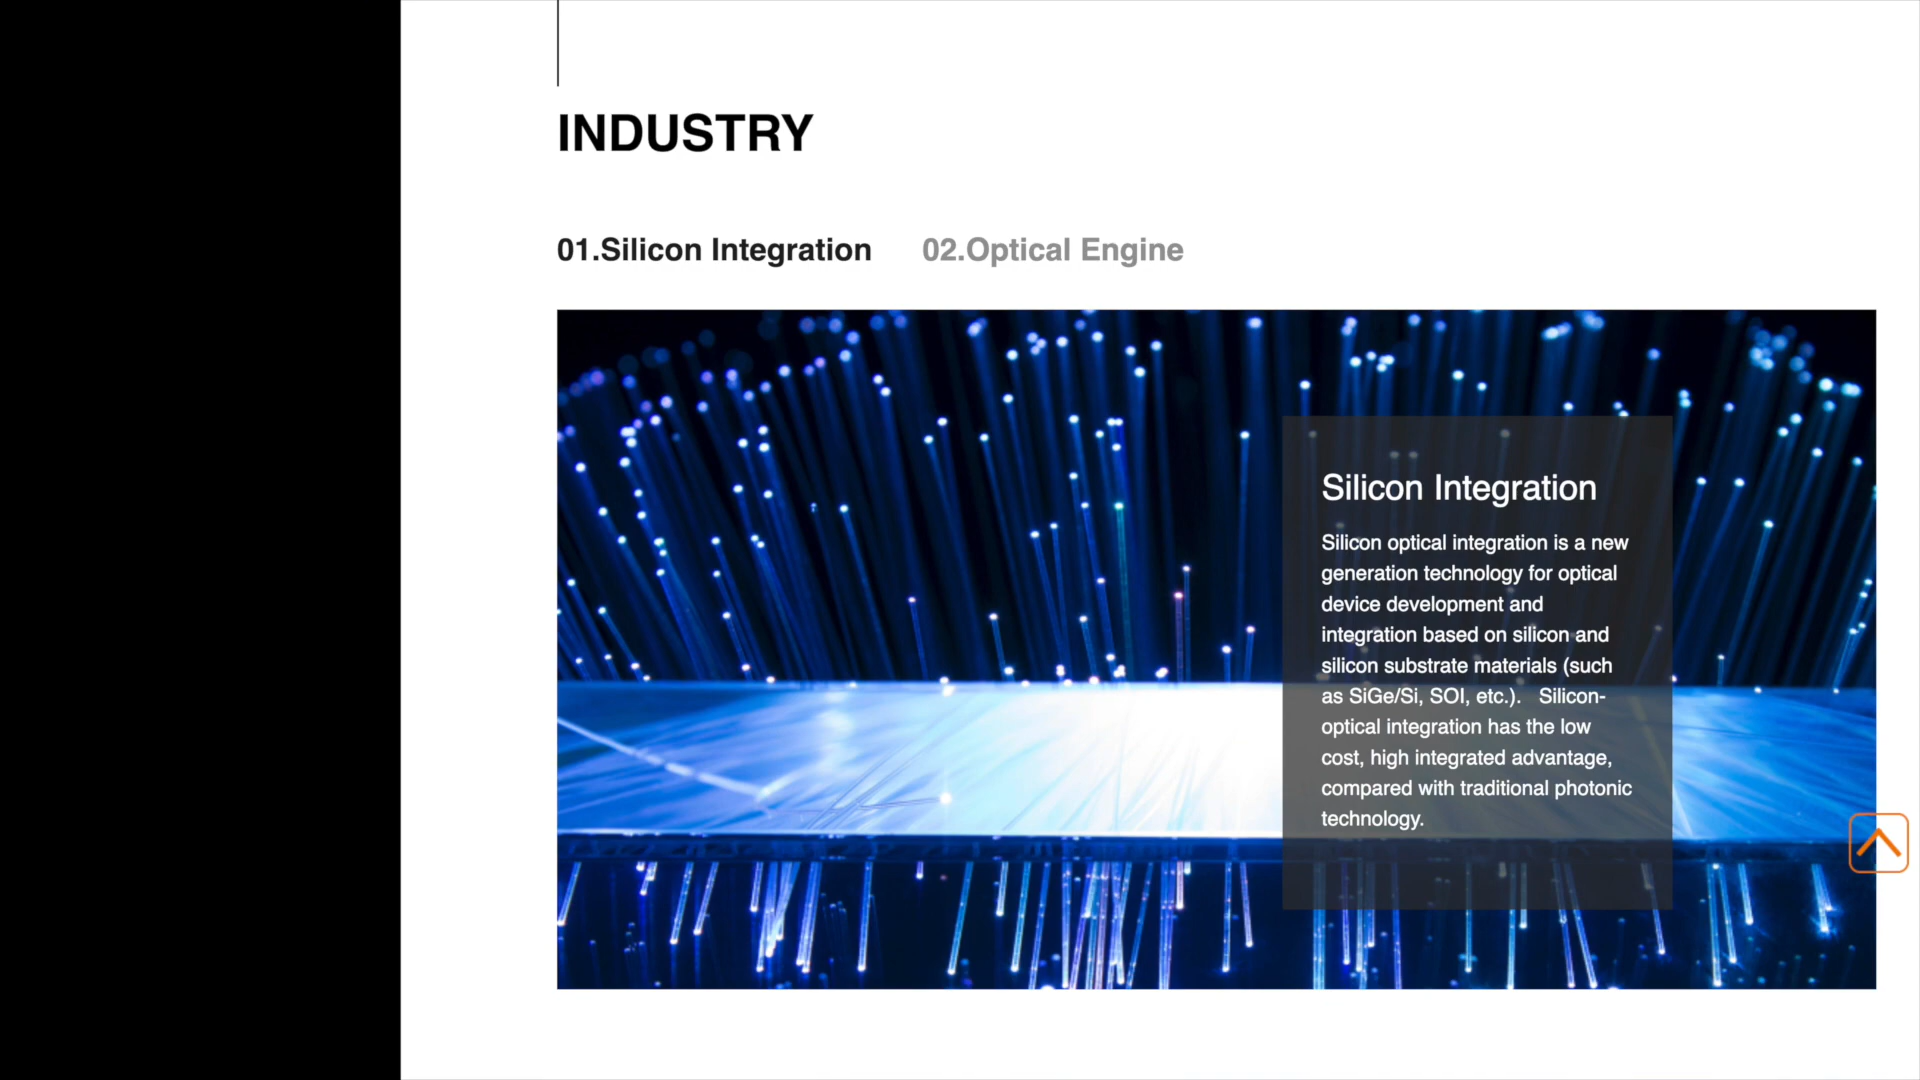 INDUSTRY
01.Silicon Integration 02.Optical Engine
Silicon Integration
Silicon optical integration is a new
generation technology for optical
device development and
integration based on silicon and
silicon substrate materials (such
as SiGe/Si, SOI, etc.).   Silicon-
optical integration has the low
cost, high integrated advantage,
compared with traditional photonic
technology.